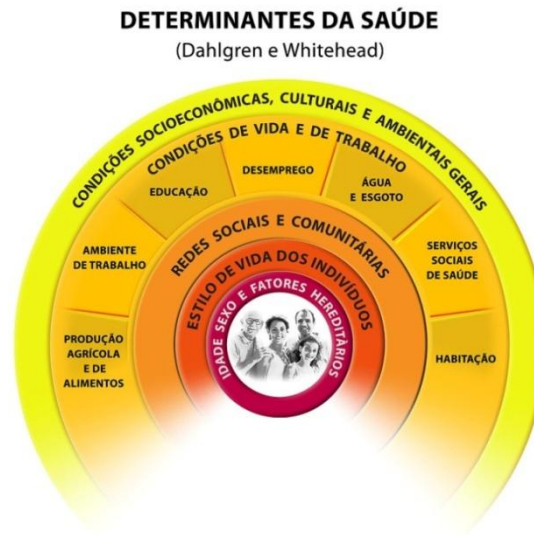 DETERMINANTES DA SAÚDE
(Dahlgren e Whitehead)
CONDIÇÕES SOCIOECONÔMICAS, CULTURAIS E AMBIENTAIS GERAIS
CONDIÇÕES DE VIDA E DE TRABALHO
PRODUÇÃO
AGRÍCOLA
E DE
ALIMENTOS
AMBIENTE
DE TRABALHO
EDUCAÇÃO
DESEMPREGO
ÁGUA
E ESGOTO
SERVIÇOS
SOCIAIS
DE SAÚDE
HABITAÇÃO
REDES SOCIAIS E COMUNITÁRIAS
ESTILO DE VIDA DOS INDIVÍDUOS
IDADE SEXO E FATORES HEREDITÁRIOS